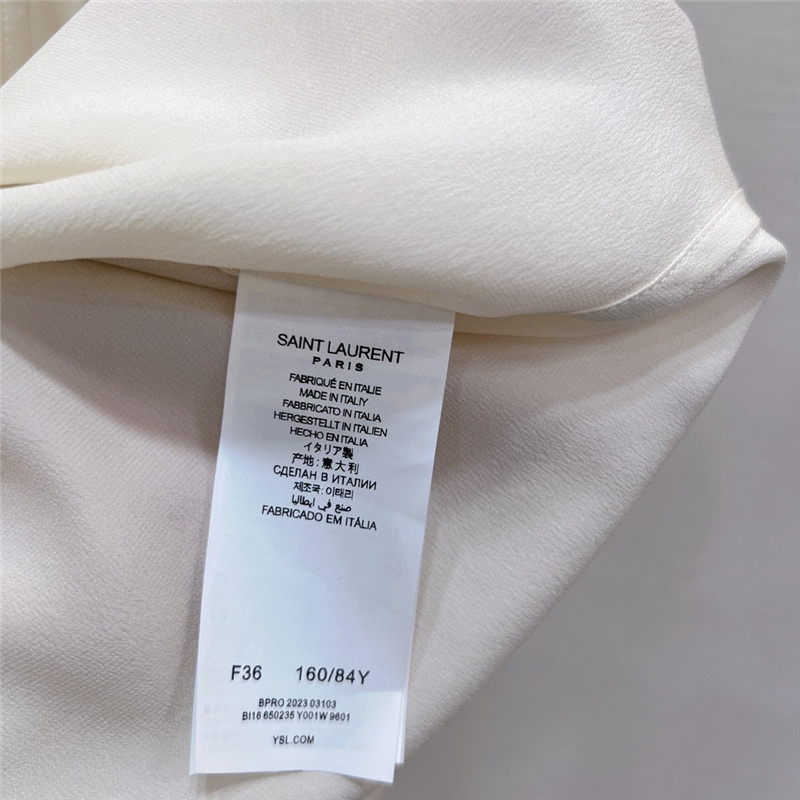 SAINT LAURENT
PARIS
FABRIQUÉ EN ITALIE
MADE IN ITALIY
FABBRICATO IN ITALIA
HERGESTELLT IN ITALIEN
HECHO EN ITALIA
イタリア製
产地：意大利
СДЕЛАН В ИТАЛИИ
제조국: 이태리
صنع في ايطاليا
FABRICADO EM ITÁLIA
F36 160/84Y
BPRO 2023 03103
BI16 650235 Y001W 9601
YSL.COM